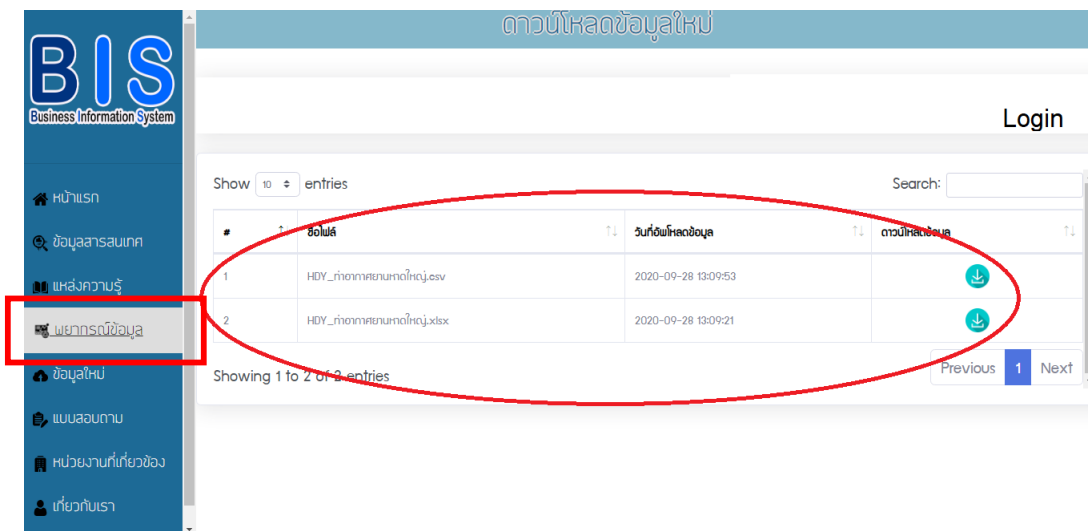 ดาวน์โหลดข้อมูลใหม่
BIS
Business Information System
Login
หน้าแรก
ข้อมูลสารสนเทศ
แหล่งความรู้
พยากรณ์ข้อมูล
ข้อมูลใหม่
แบบสอบถาม
หน่วยงานที่เกี่ยวข้อง
เกี่ยวกับเรา
Show 10 entries
Search:
# ชื่อไฟล์ วันที่อัพโหลดข้อมูล ดาวน์โหลดข้อมูล
1 HDY_ท่าอากาศยานหาดใหญ่.csv 2020-09-28 13:09:53
2 HDY_ท่าอากาศยานหาดใหญ่.xlsx 2020-09-28 13:09:21
Showing 1 to 2 of 2 entries
Previous 1 Next